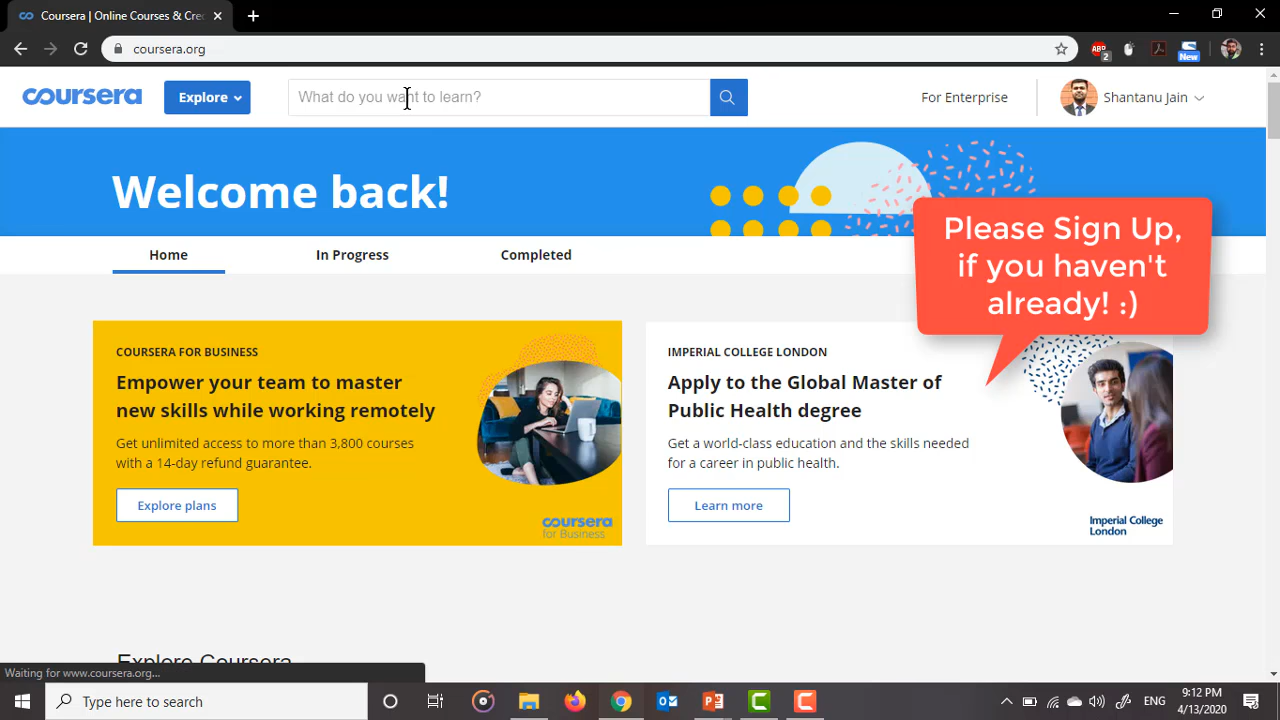 Coursera | Online Courses & Cre
coursera.org
2
New
coursera
Explore
What do you want to learn?
For Enterprise
Shantanu Jain
Welcome back!
Please Sign Up,
if you haven't
already! :)
Home
In Progress
Completed
COURSERA FOR BUSINESS
Empower your team to master
new skills while working remotely
Get unlimited access to more than 3,800 courses
with a 14-day refund guarantee.
Explore plans
coursera
for Business
IMPERIAL COLLEGE LONDON
Apply to the Global Master of
Public Health degree
Get a world-class education and the skills needed
for a career in public health.
Learn more
Imperial College
London
Explore Coursera
Waiting for www.coursera.org...
Type here to search
ENG
9:12 PM
4/13/2020